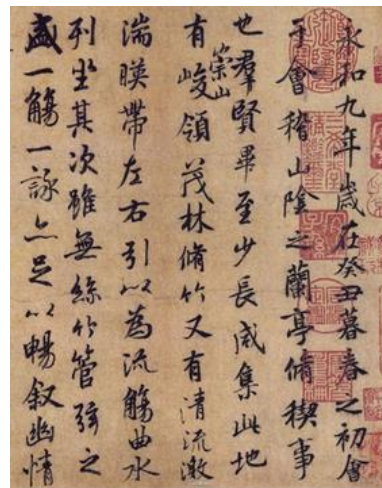 永和九年歲在癸丑暮春之初會
于會稽山陰之蘭亭脩稧事
也羣賢畢至少長咸集此地
有崇山峻領茂林脩竹又有清流激
湍暎帶左右引以為流觴曲水
列坐其次雖無絲竹管弦之
盛一觴一詠亦足以暢叙幽情